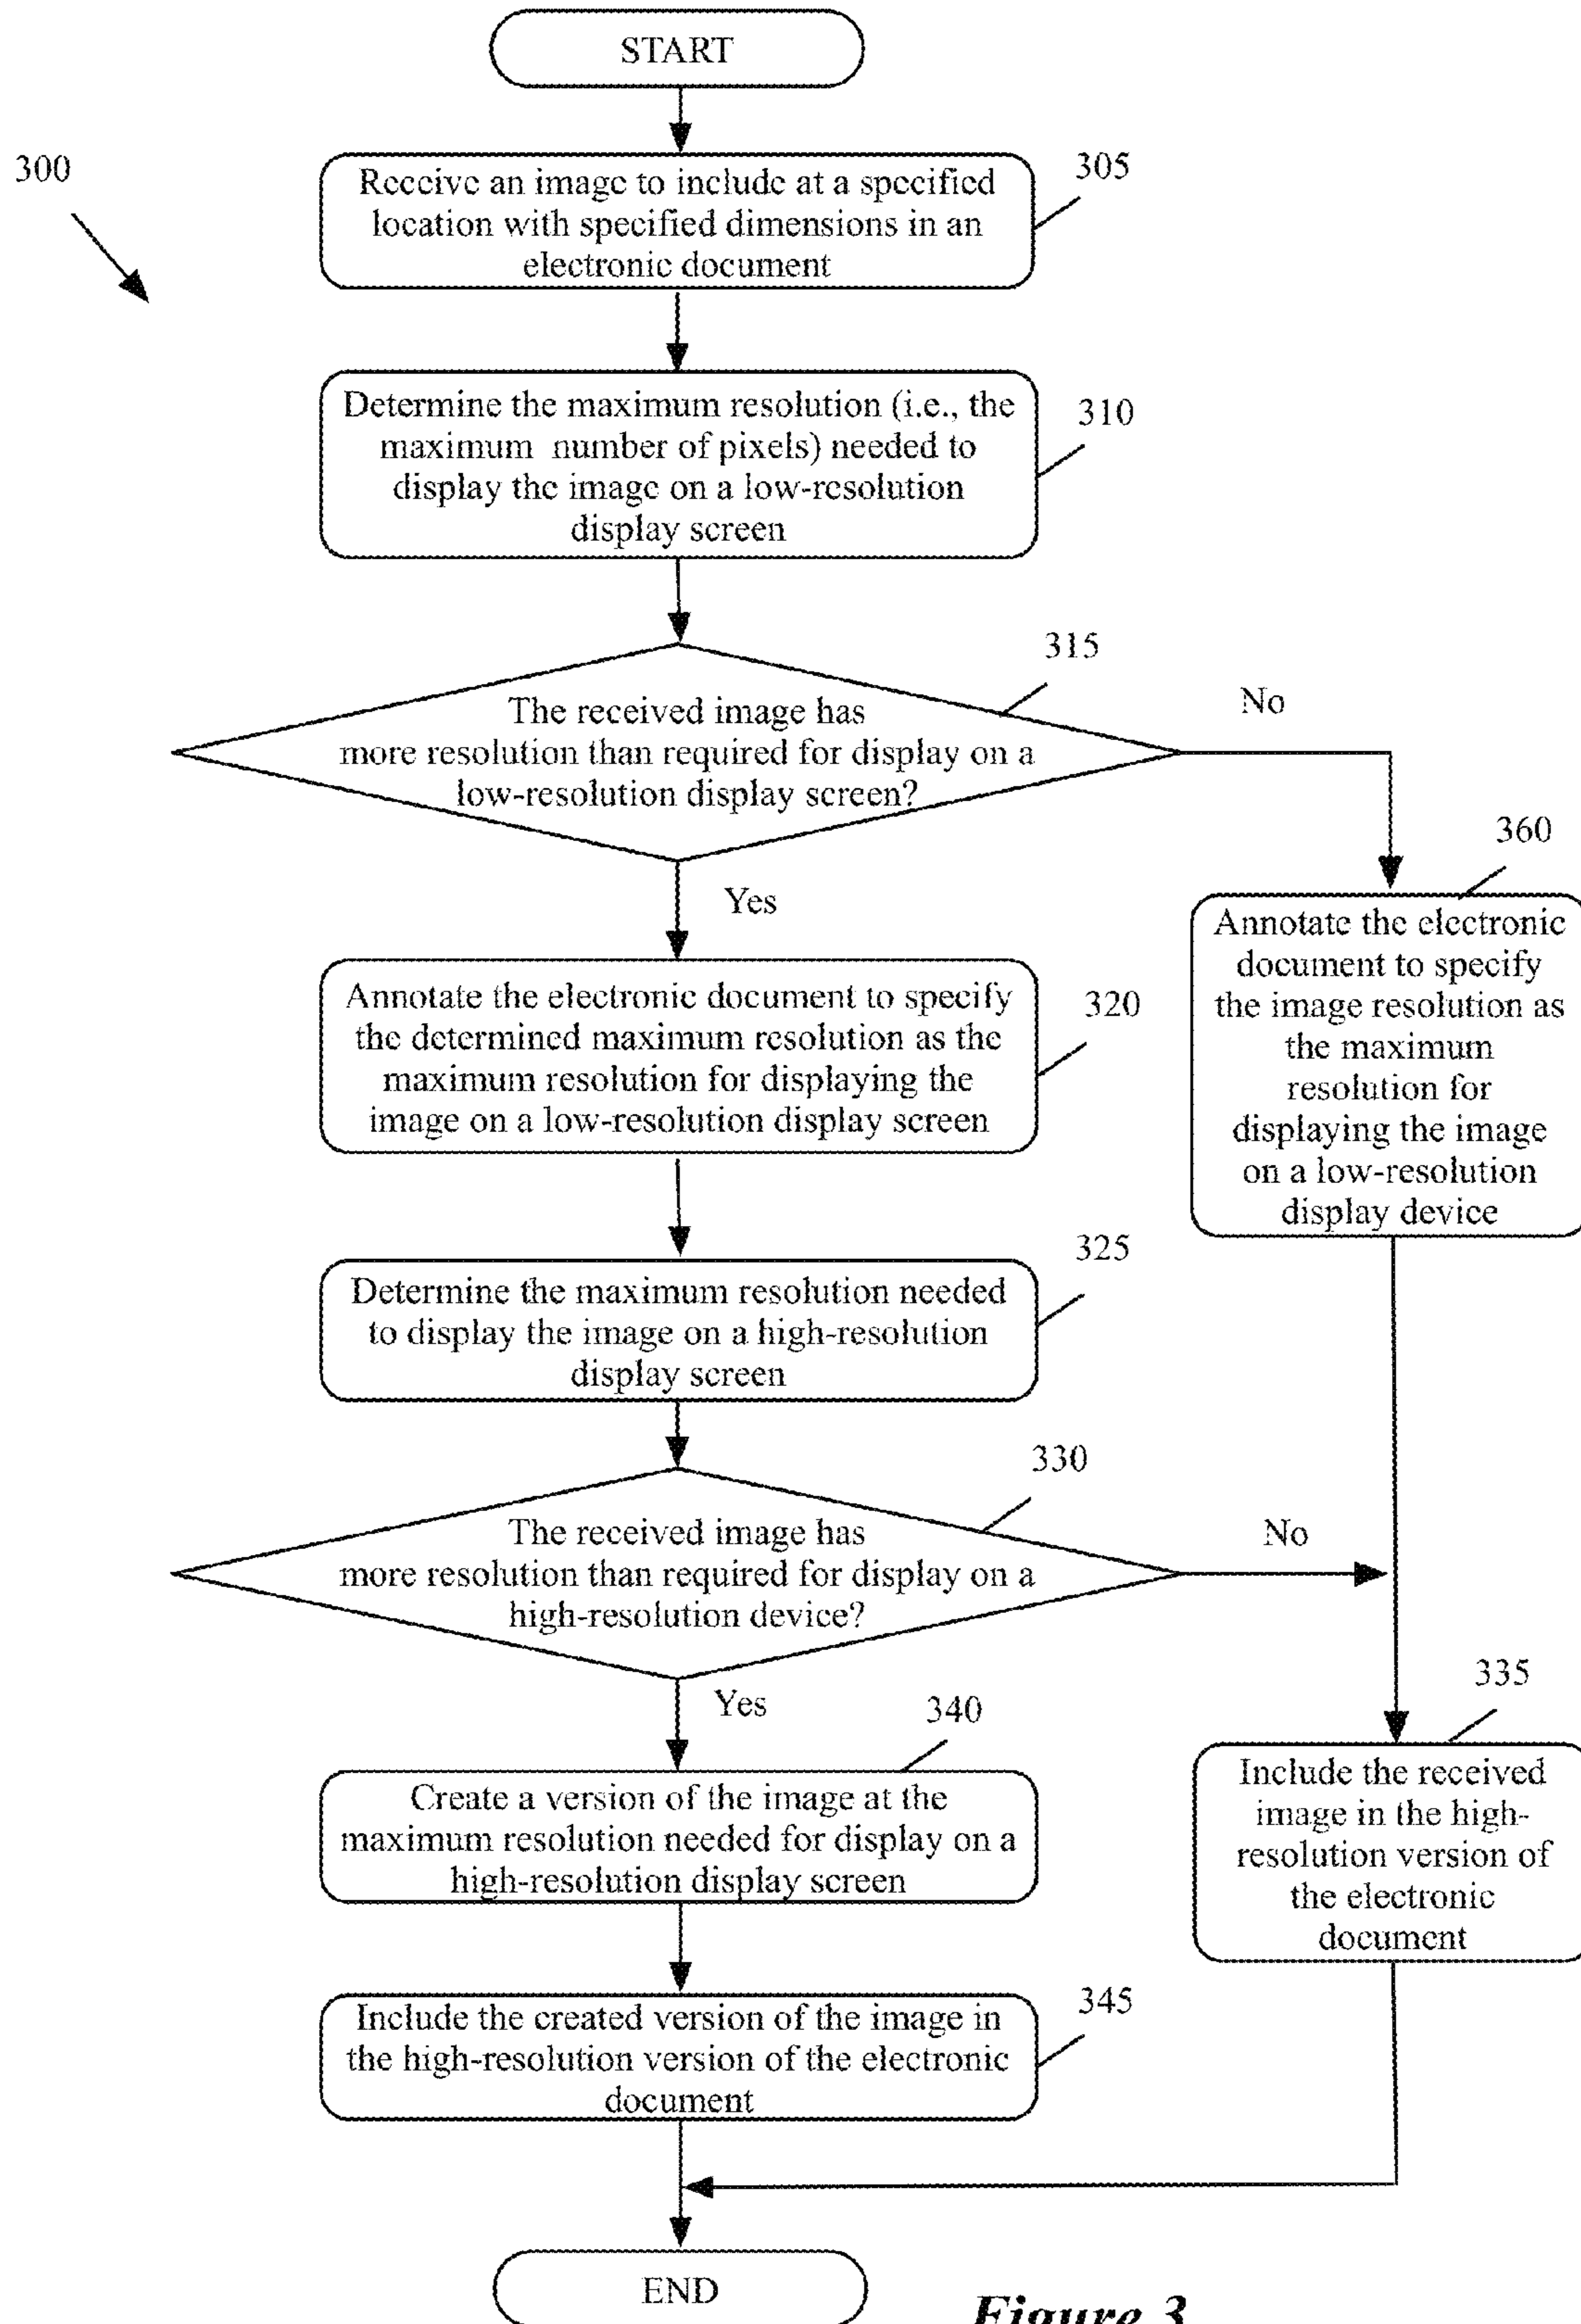 START
300
Receive an image to include at a specified
location with specified dimensions in an
electronic document
305
Determine the maximum resolution (i.e., the
maximum number of pixels) needed to
display the image on a low-resolution
display screen
310
The received image has
more resolution than required for display on a
low-resolution display screen?
315
No
Yes
360
Annotate the electronic
document to specify
the image resolution as
the maximum
resolution for
displaying the image
on a low-resolution
display device
Annotate the electronic document to specify
the determined maximum resolution as the
maximum resolution for displaying the
image on a low-resolution display screen
320
Determine the maximum resolution needed
to display the image on a high-resolution
display screen
325
The received image has
more resolution than required for display on a
high-resolution device?
330
No
Yes
335
Include the received
image in the high-
resolution version of
the electronic
document
340
Create a version of the image at the
maximum resolution needed for display on a
high-resolution display screen
Include the created version of the image in
the high-resolution version of the electronic
document
345
END
Figure 3